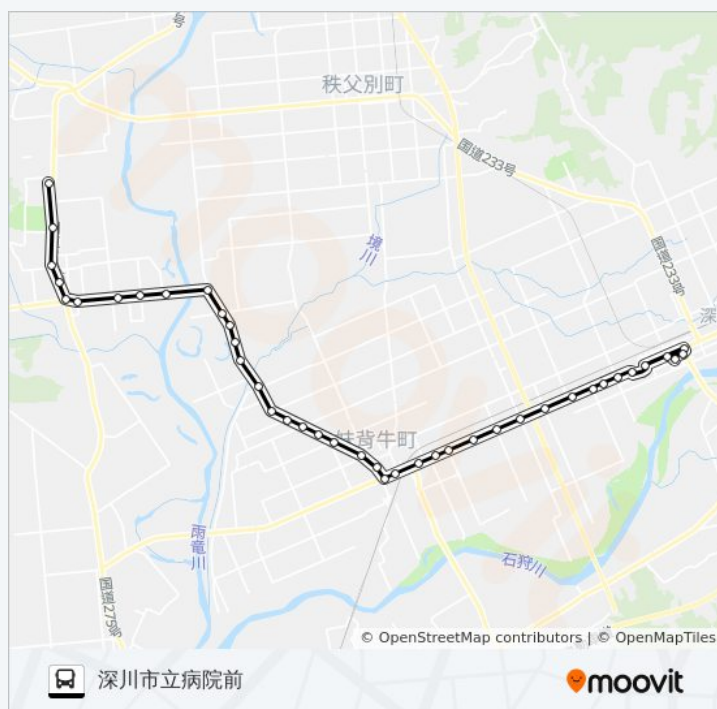 号
秩父別町
国道233号
境川
国道233号
深
妹背牛町
雨竜川
石狩川
国道275号
© OpenStreetMap contributors | © OpenMapTiles
深川市立病院前
moovit